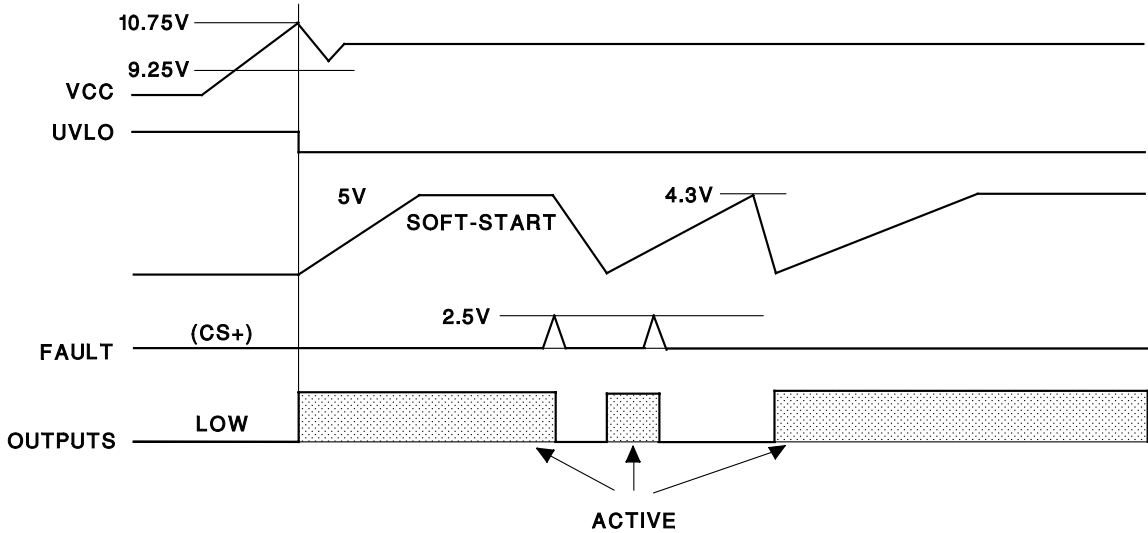 10.75V
9.25V
VCC
UVLO
5V
4.3V
SOFT-START
2.5V
(CS+)
FAULT
LOW
OUTPUTS
ACTIVE